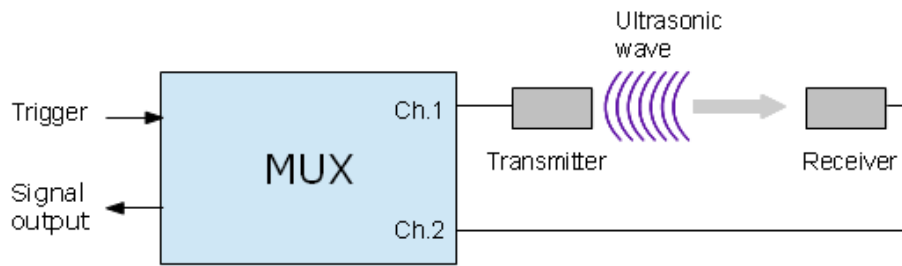 Ultrasonic
wave
Trigger
Ch.1
MUX
Transmitter
Receiver
Signal
output
Ch.2